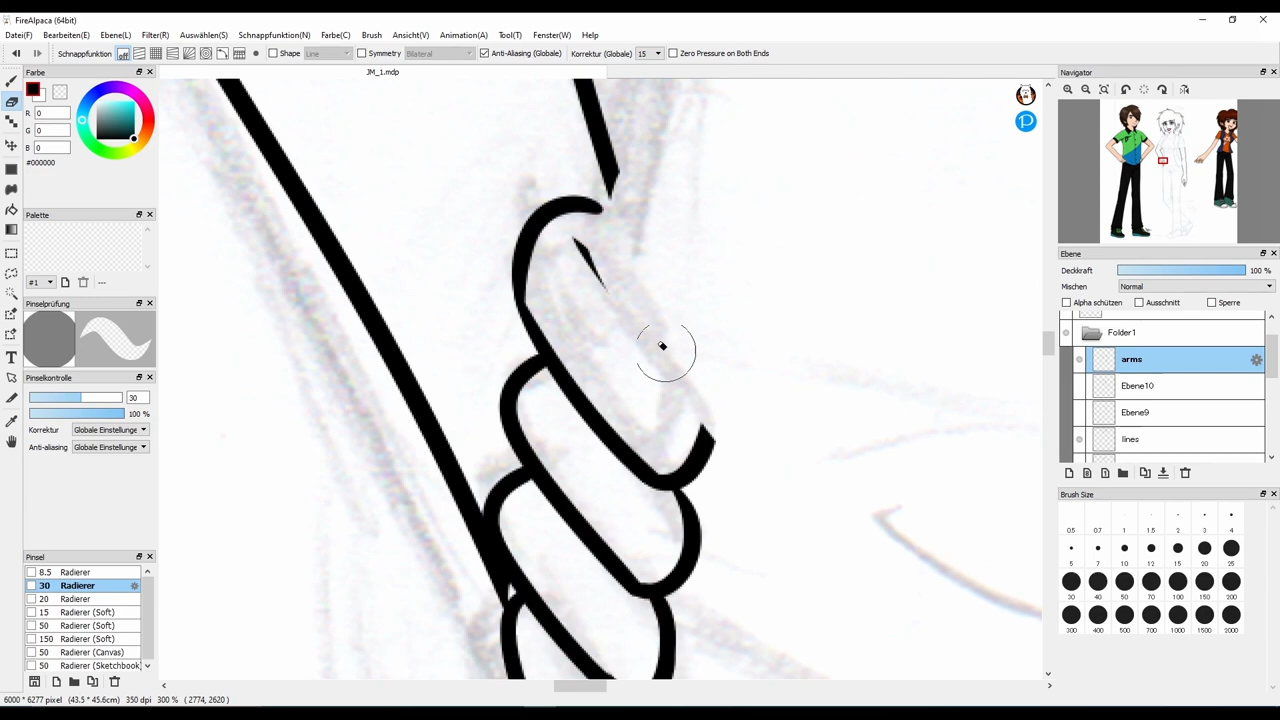 FireAlpaca (64bit)
Datei(F) Bearbeiten(E) Ebene(L) Filter(R) Auswählen(S) Schnappfunktion(N) Farbe(C) Brush Ansicht(V) Animation(A) Tool(T) Fenster(W) Help
Schnappfunktion off Shape Line Symmetry Bilateral Anti-Aliasing (Globale) Korrektur (Globale) 15 Zero Pressure on Both Ends
Farbe
JM_1.mdp
Navigator
R 0
G 0
B 0
#000000
Palette
#1 ---
Pinselprüfung
Pinselkontrolle
30
100 %
Korrektur Globale Einstellunge
Anti-aliasing Globale Einstellunge
Pinsel
8.5 Radierer
30 Radierer
20 Radierer
15 Radierer (Soft)
50 Radierer (Soft)
150 Radierer (Soft)
50 Radierer (Canvas)
50 Radierer (Sketchbook)
Ebene
Deckkraft 100 %
Mischen Normal
Alpha schützen Ausschnitt Sperre
Folder1
arms
Ebene10
Ebene9
lines
Brush Size
0.5 0.7 1 1.5 2 3 4
5 7 10 12 15 20 25
30 40 50 70 100 150 200
300 400 500 700 1000 1500 2000
6000 * 6277 pixel (43.5 * 45.6cm) 350 dpi 300 % ( 2774, 2620 )